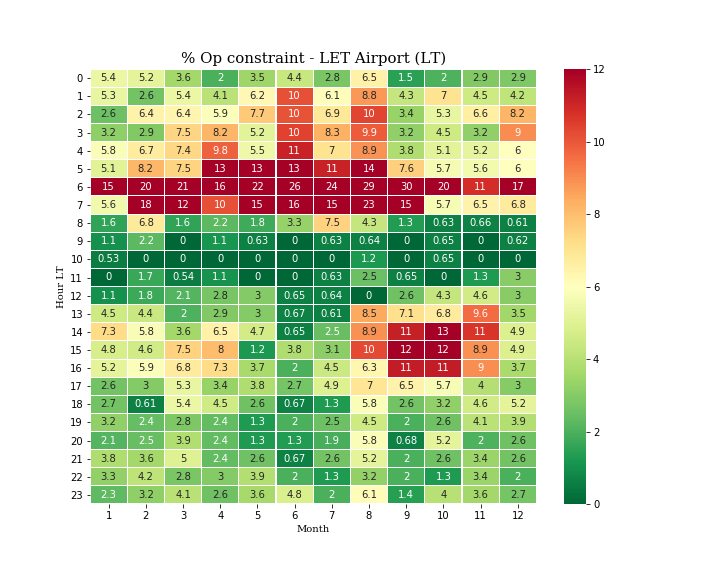 % Op constraint - LET Airport (LT)
0 5.4 5.2 3.6 2 3.5 4.4 2.8 6.5 1.5 2 2.9 2.9
1 5.3 2.6 5.4 4.1 6.2 10 6.1 8.8 4.3 7 4.5 4.2
2 2.6 6.4 6.4 5.9 7.7 10 6.9 10 3.4 5.3 6.6 8.2
3 3.2 2.9 7.5 8.2 5.2 10 8.3 9.9 3.2 4.5 3.2 9
4 5.8 6.7 7.4 9.8 5.5 11 7 8.9 3.8 5.1 5.2 6
5 5.1 8.2 7.5 13 13 13 11 14 7.6 5.7 5.6 6
6 15 20 21 16 22 26 24 29 30 20 11 17
7 5.6 18 12 10 15 16 15 23 15 5.7 6.5 6.8
8 1.6 6.8 1.6 2.2 1.8 3.3 7.5 4.3 1.3 0.63 0.66 0.61
9 1.1 2.2 0 1.1 0.63 0 0.63 0.64 0 0.65 0 0.62
10 0.53 0 0 0 0 0 0 1.2 0 0.65 0 0
11 0 1.7 0.54 1.1 0 0 0.63 2.5 0.65 0 1.3 3
12 1.1 1.8 2.1 2.8 3 0.65 0.64 0 2.6 4.3 4.6 3
13 4.5 4.4 2 2.9 3 0.67 0.61 8.5 7.1 6.8 9.6 3.5
14 7.3 5.8 3.6 6.5 4.7 0.65 2.5 8.9 11 13 11 4.9
15 4.8 4.6 7.5 8 1.2 3.8 3.1 10 12 12 8.9 4.9
16 5.2 5.9 6.8 7.3 3.7 2 4.5 6.3 11 11 9 3.7
17 2.6 3 5.3 3.4 3.8 2.7 4.9 7 6.5 5.7 4 3
18 2.7 0.61 5.4 4.5 2.6 0.67 1.3 5.8 2.6 3.2 4.6 5.2
19 3.2 2.4 2.8 2.4 1.3 2 2.5 4.5 2 2.6 4.1 3.9
20 2.1 2.5 3.9 2.4 1.3 1.3 1.9 5.8 0.68 5.2 2 2.6
21 3.8 3.6 5 2.4 2.6 0.67 2.6 5.2 2 2.6 3.4 2.6
22 3.3 4.2 2.8 3 3.9 2 1.3 3.2 2 1.3 3.4 2
23 2.3 3.2 4.1 2.6 3.6 4.8 2 6.1 1.4 4 3.6 2.7
1 2 3 4 5 6 7 8 9 10 11 12
Month
Hour LT
12
10
8
6
4
2
0